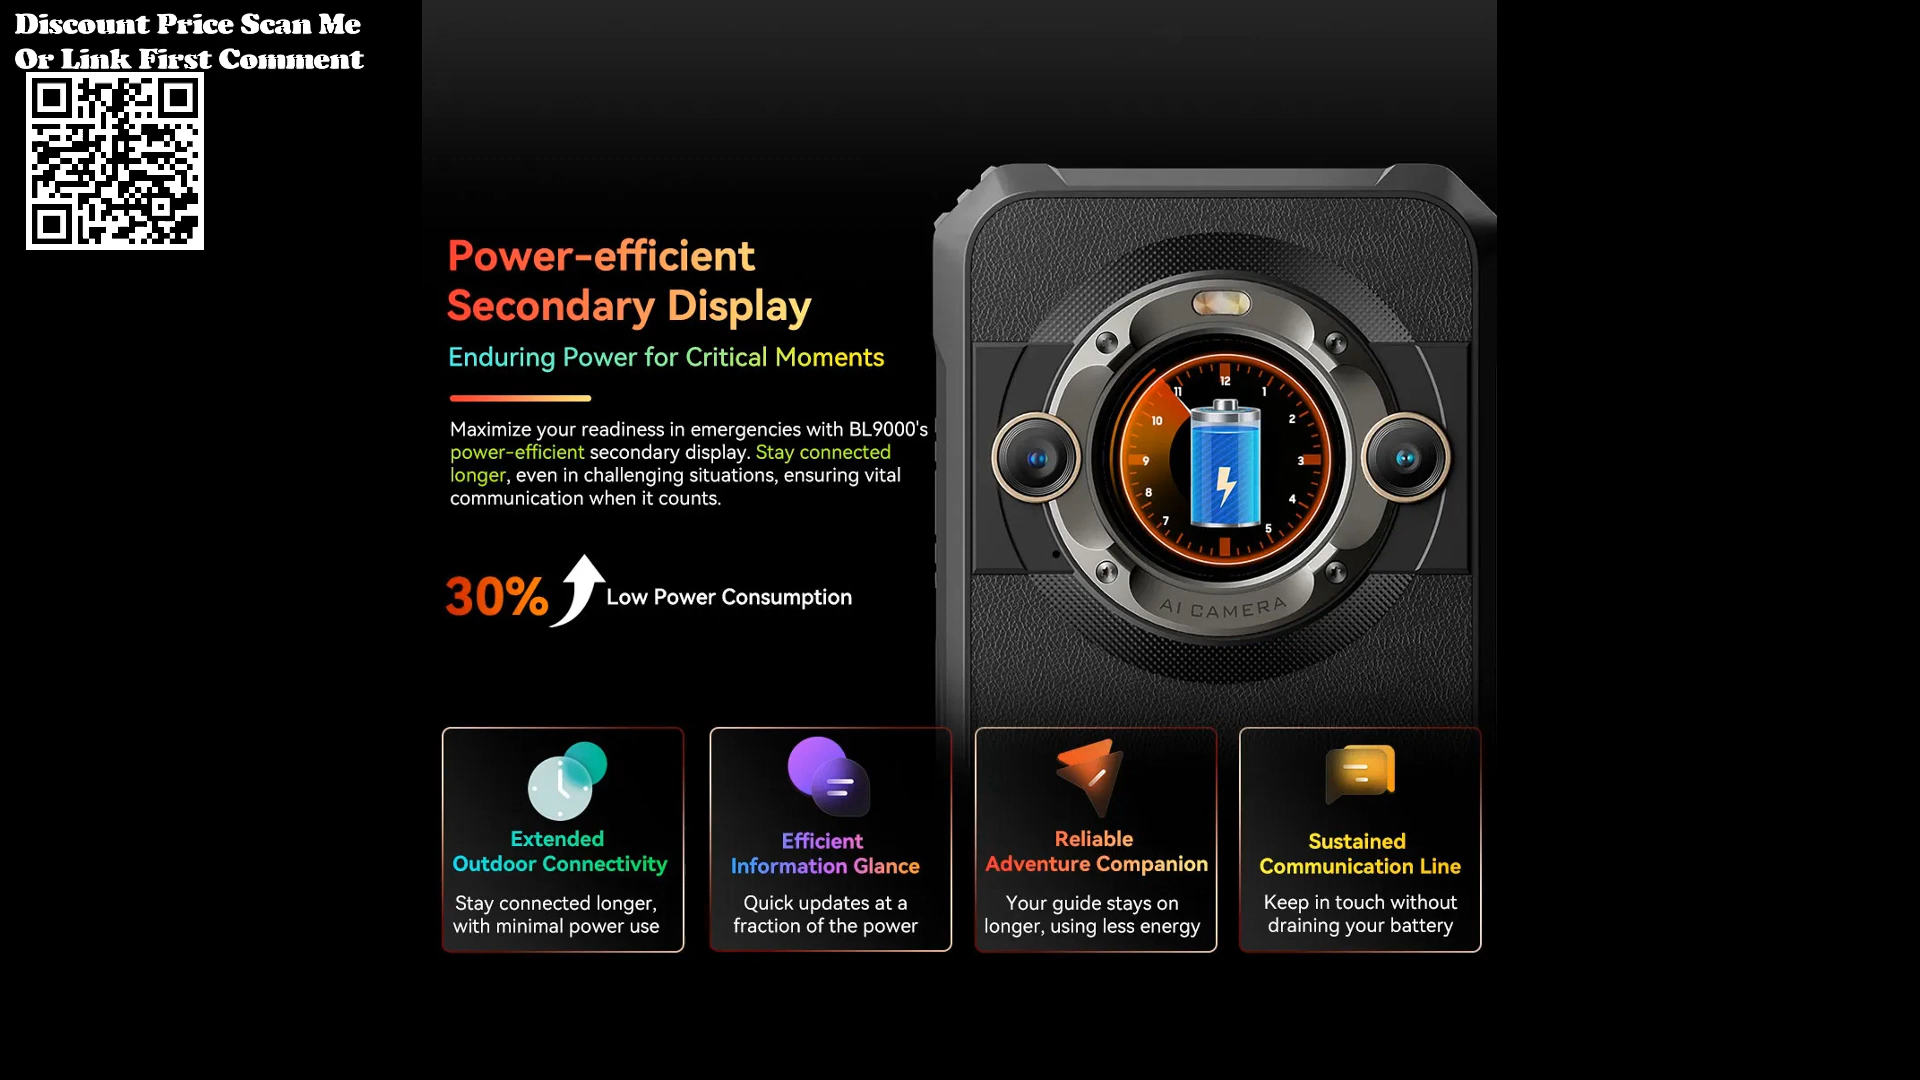 Discount Price Scan Me
Or Link First Comment
Power-efficient
Secondary Display
Enduring Power for Critical Moments
Maximize your readiness in emergencies with BL9000's
power-efficient secondary display. Stay connected
longer, even in challenging situations, ensuring vital
communication when it counts.
30% Low Power Consumption
12
11 1
10 2
9 3
8 4
7 5
AI CAMERA
Extended
Outdoor Connectivity
Stay connected longer,
with minimal power use
Efficient
Information Glance
Quick updates at a
fraction of the power
Reliable
Adventure Companion
Your guide stays on
longer, using less energy
Sustained
Communication Line
Keep in touch without
draining your battery